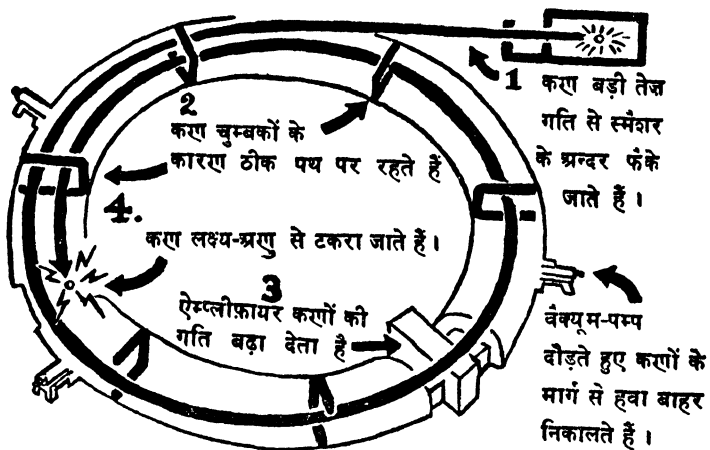 1 कण बड़ी तेज़
गति से स्मैशर
के अन्दर फेंके
जाते हैं ।
2
कण चुम्बकों के
कारण ठीक पथ पर रहते हैं
3
ऐम्प्लीफ़ायर कणों की
गति बढ़ा देता है
4.
कण लक्ष्य-अणु से टकरा जाते हैं ।
वैक्यूम-पम्प
दौड़ते हुए कणों के
मार्ग से हवा बाहर
निकालते हैं ।